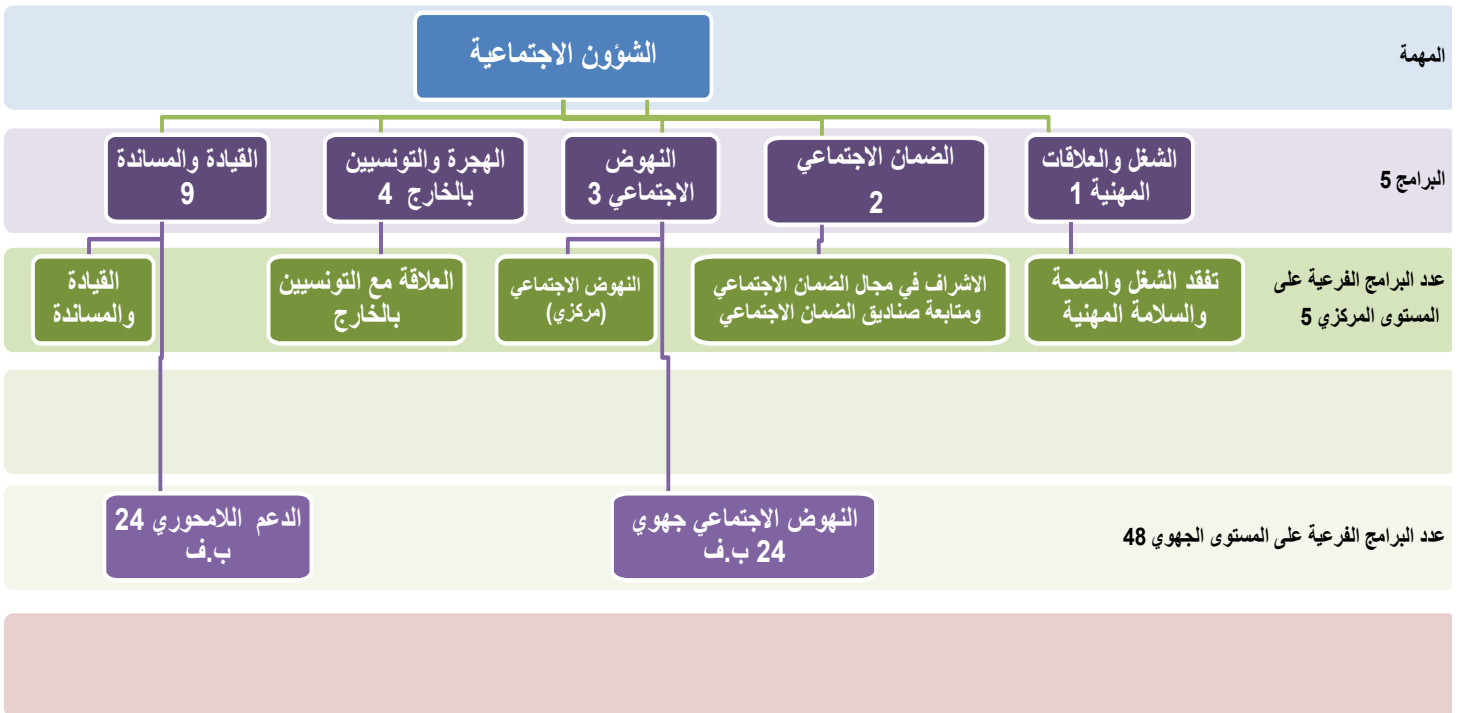 المهمة
الشؤون الاجتماعية
البرامج 5
الشغل والعلاقات
المهنية 1
الضمان الاجتماعي
2
النهوض
الاجتماعي 3
الهجرة والتونسيين
بالخارج 4
القيادة والمساندة
9
عدد البرامج الفرعية على
المستوى المركزي 5
تفقد الشغل والصحة
والسلامة المهنية
الاشراف في مجال الضمان الاجتماعي
ومتابعة صناديق الضمان الاجتماعي
النهوض الاجتماعي
(مركزي)
العلاقة مع التونسيين
بالخارج
القيادة
والمساندة
عدد البرامج الفرعية على المستوى الجهوي 48
النهوض الاجتماعي جهوي
24 ب.ف
الدعم اللامحوري 24
ب.ف